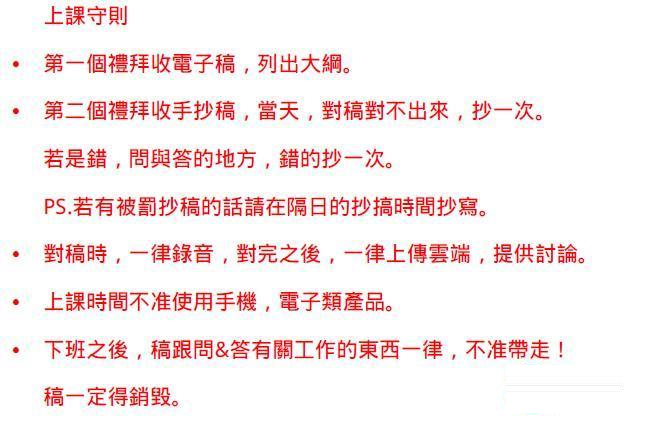 上課守則
• 第一個禮拜收電子稿，列出大綱。
• 第二個禮拜收手抄稿，當天，對稿對不出來，抄一次。
若是錯，問與答的地方，錯的抄一次。
PS.若有被罰抄稿的話請在隔日的抄搞時間抄寫。
• 對稿時，一律錄音，對完之後，一律上傳雲端，提供討論。
• 上課時間不准使用手機，電子類產品。
• 下班之後，稿跟問&答有關工作的東西一律，不准帶走！
稿一定得銷毀。